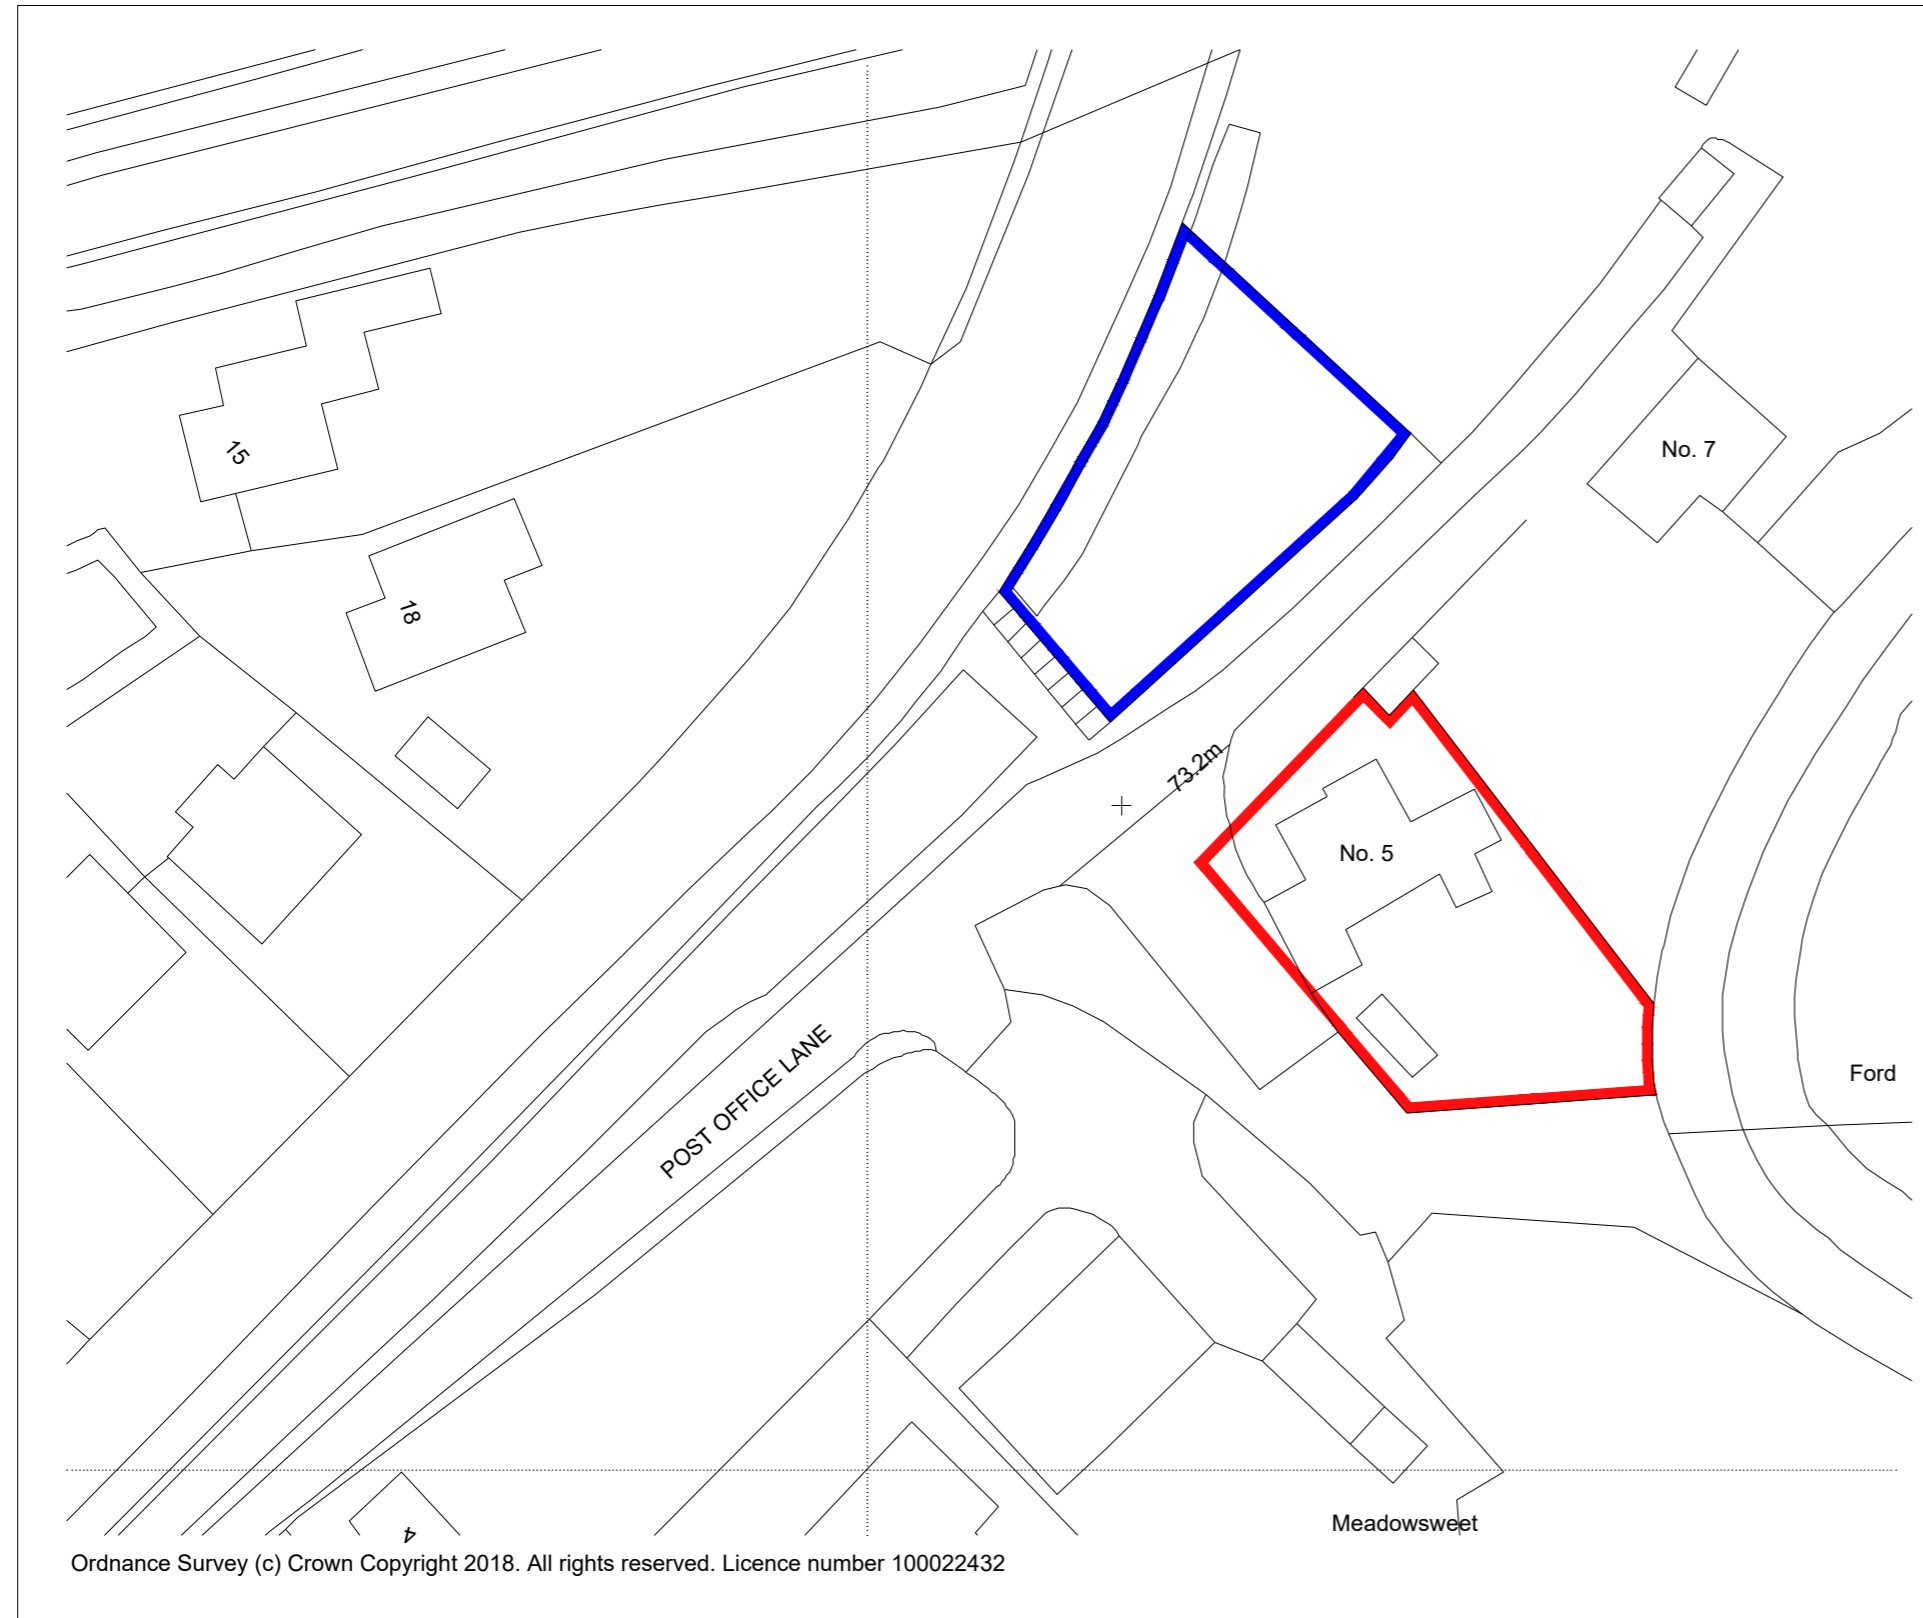 15
No. 7
18
73.2m
No. 5
POST OFFICE LANE
Ford
Meadowsweet
4
Ordnance Survey (c) Crown Copyright 2018. All rights reserved. Licence number 100022432